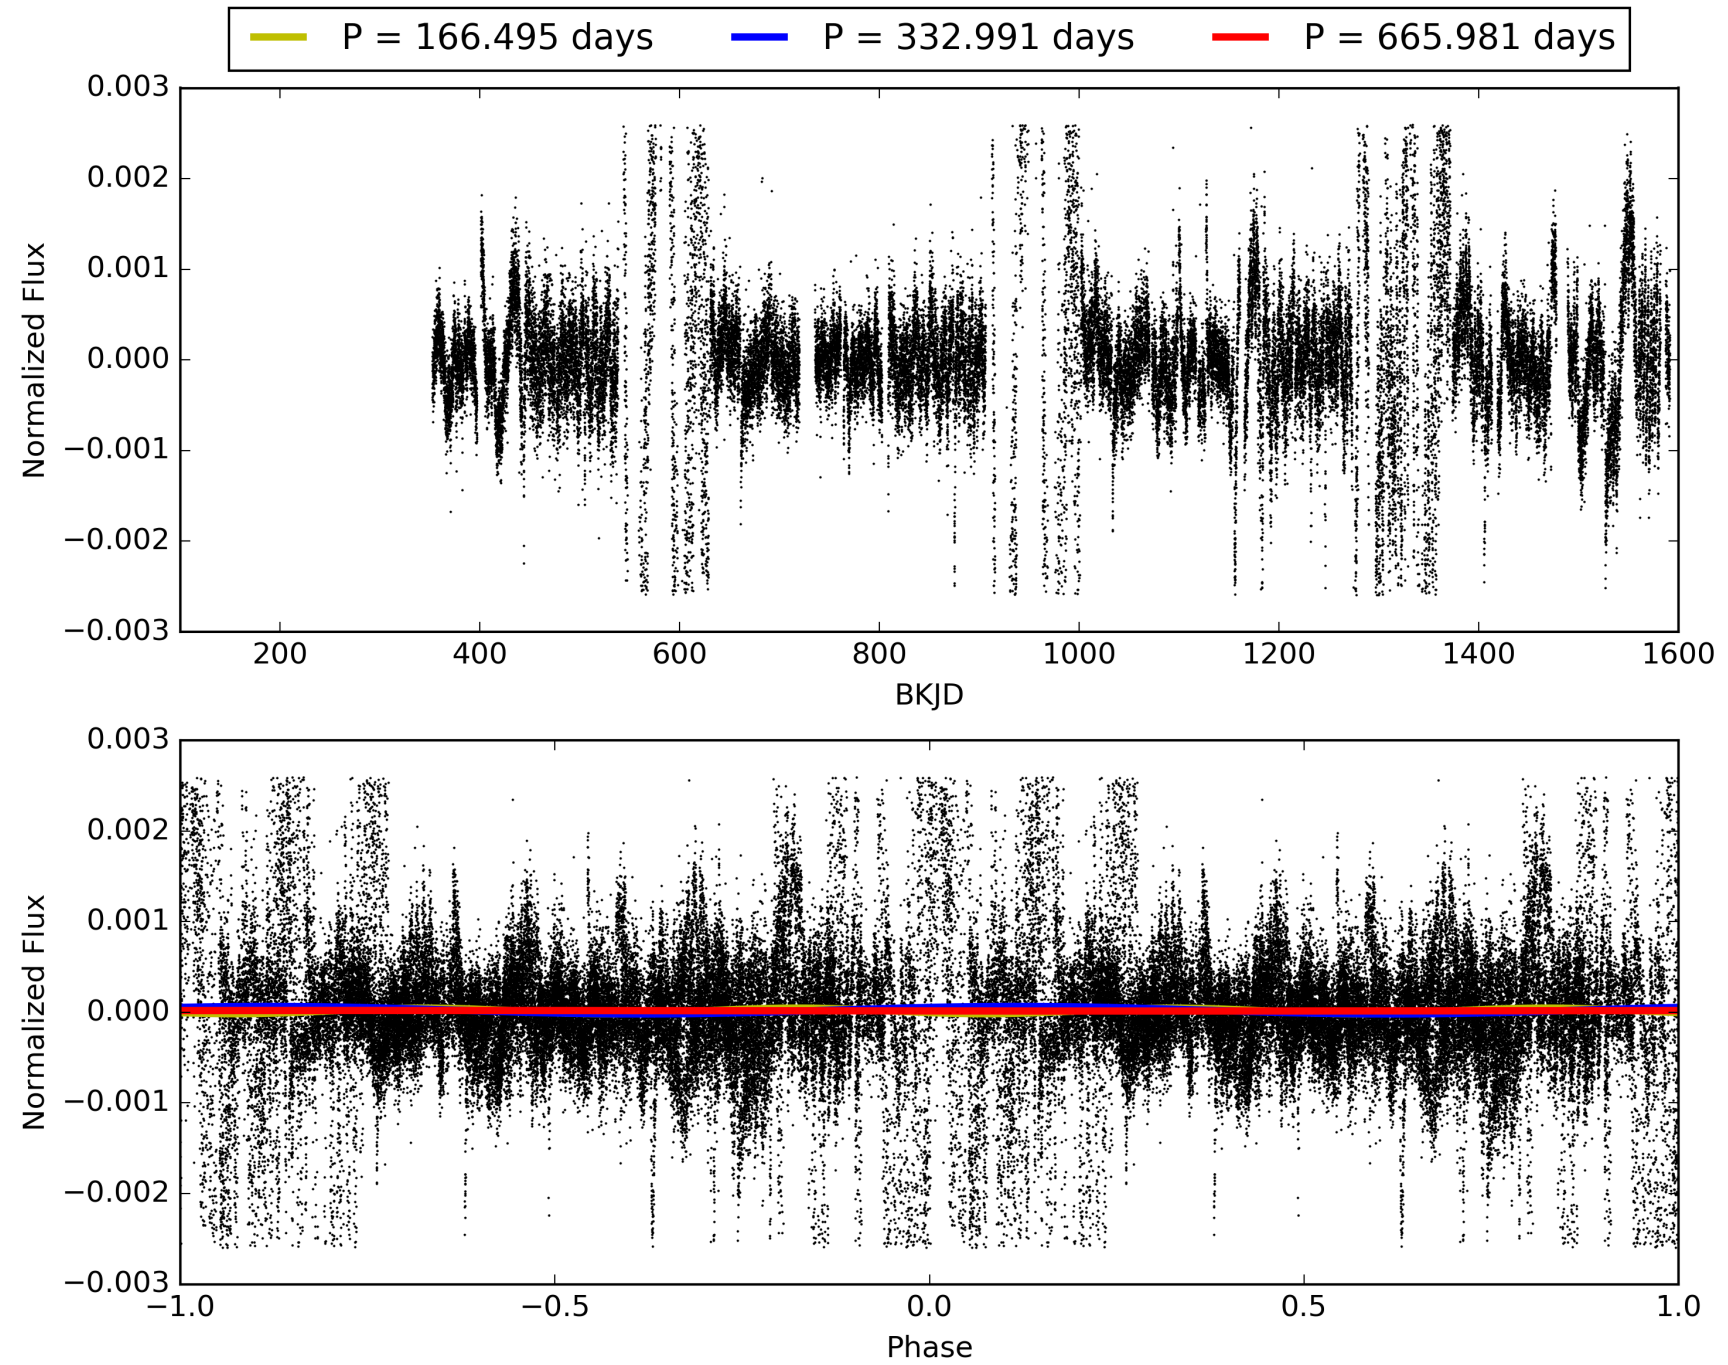 P = 166.495 days P = 332.991 days P = 665.981 days
0.003
0.002
0.001
0.000
−0.001
−0.002
−0.003
Normalized Flux
200 400 600 800 1000 1200 1400 1600
BKJD
0.003
0.002
0.001
0.000
−0.001
−0.002
−0.003
Normalized Flux
−1.0 −0.5 0.0 0.5 1.0
Phase